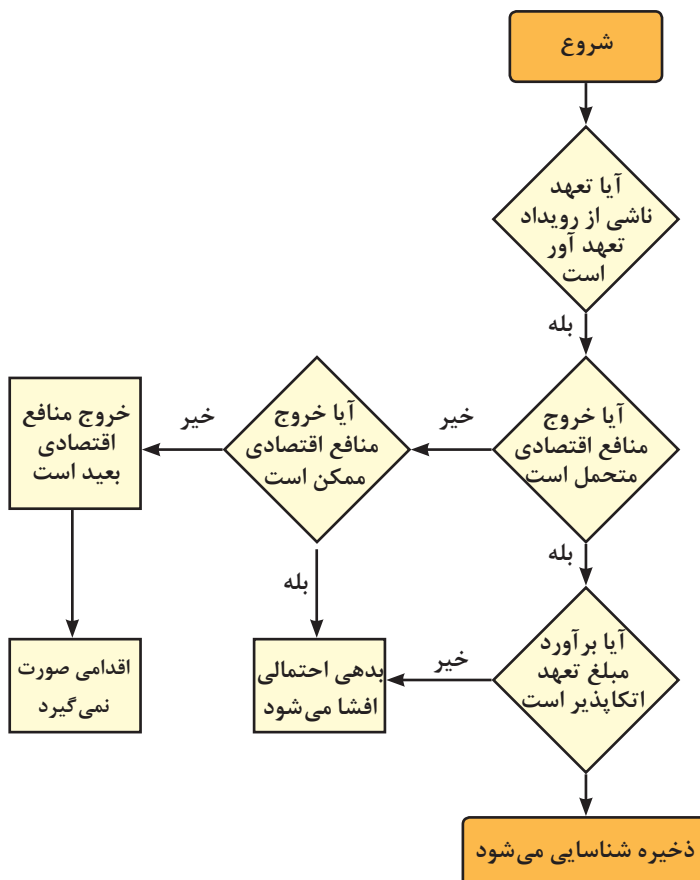 شروع
آیا تعهد
ناشی از رویداد
تعهد آور
است
بله
آیا خروج
منافع اقتصادی
متحمل است
خیر
آیا خروج
منافع اقتصادی
ممکن است
خیر
خروج منافع
اقتصادی
بعید است
بله
بله
آیا برآورد
مبلغ تعهد
اتکاپذیر است
خیر
بدهی احتمالی
افشا می‌شود
اقدامی صورت
نمی‌گیرد
ذخیره شناسایی می‌شود